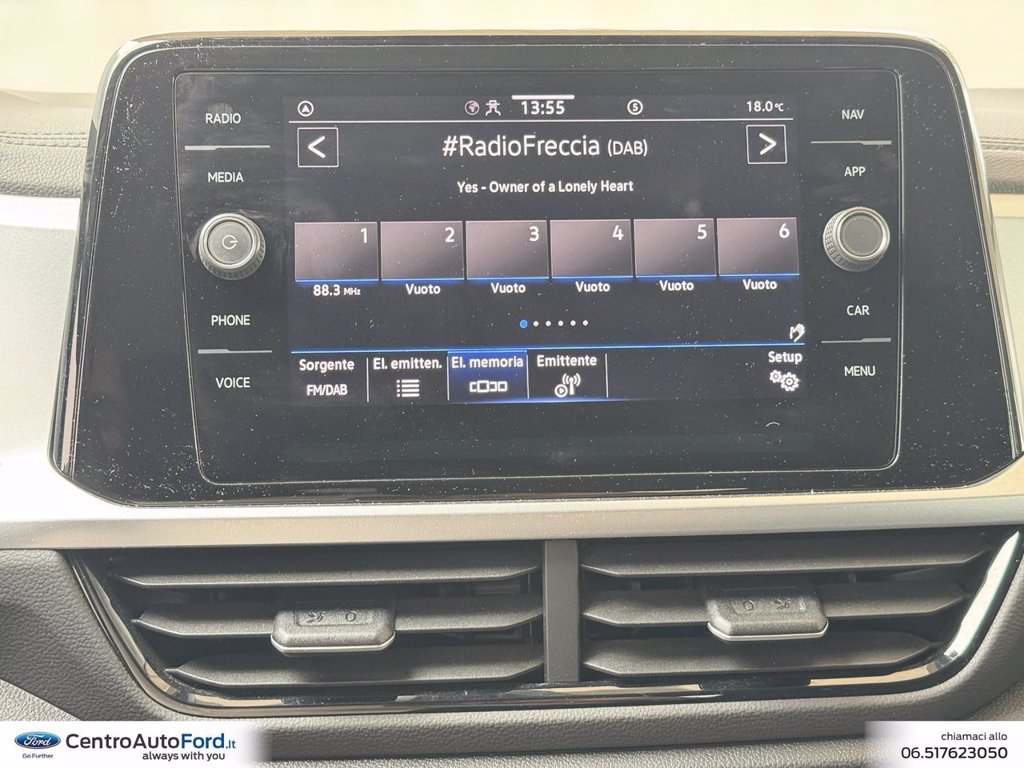 RADIO
MEDIA
PHONE
VOICE
13:55
5
18.0°C
<
#RadioFreccia (DAB)
>
Yes - Owner of a Lonely Heart
1 2 3 4 5 6
88.3 MHz Vuoto Vuoto Vuoto Vuoto Vuoto
Sorgente El. emitten. El. memoria Emittente Setup
FM/DAB
NAV
APP
CAR
MENU
Ford
Go Further
CentroAutoFord.it
always with you
chiamaci allo
06.517623050